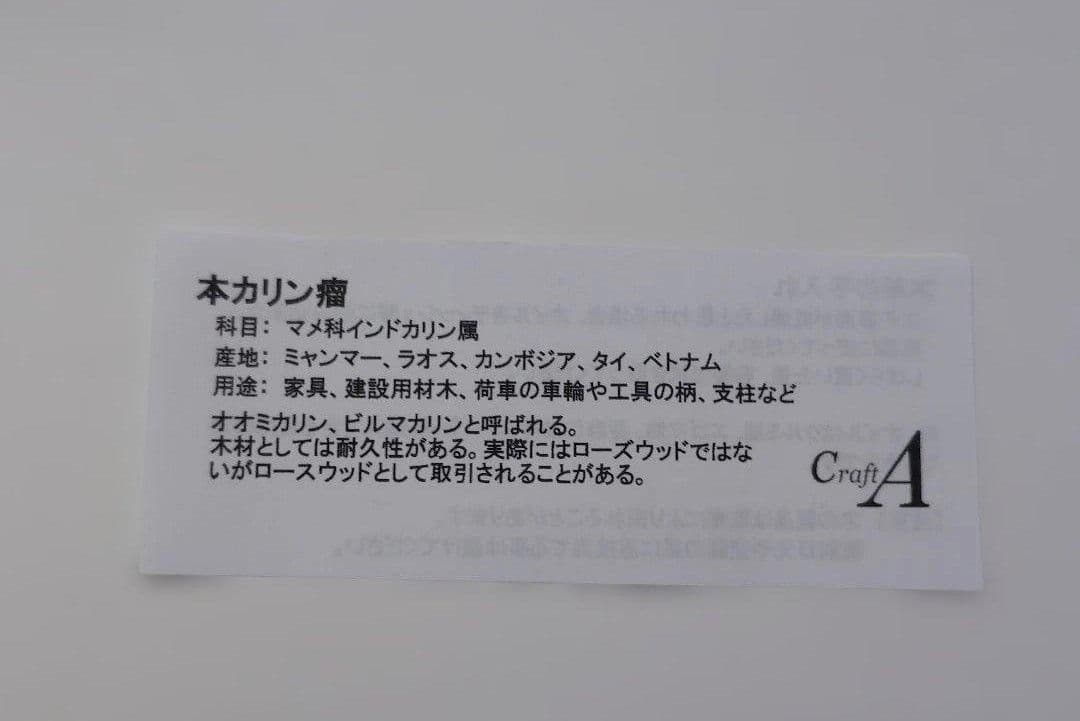 本カリン瘤
科目： マメ科インドカリン属
産地： ミャンマー、ラオス、カンボジア、タイ、ベトナム
用途： 家具、建設用材木、荷車の車輪や工具の柄、支柱など
オオミカリン、ビルマカリンと呼ばれる。
木材としては耐久性がある。実際にはローズウッドではな
いがロースウッドとして取引されることがある。
Craft A